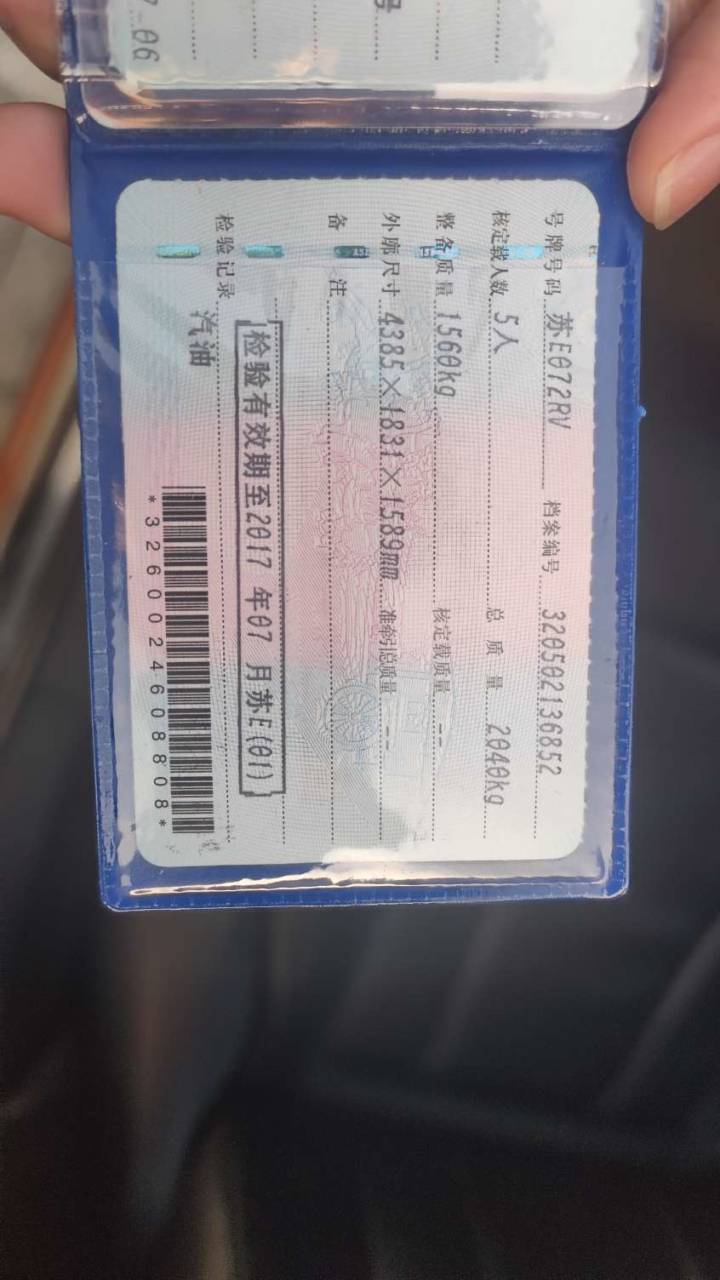 号
7-06
号牌号码 苏E072RV 档案编号 320502136852
核定载人数 5人 总质量 2040kg
整备质量 1560kg 核定载质量 --
外廓尺寸 4385×1831×1589mm 准牵引总质量 --
备注
检验有效期至2017 年07 月苏E(01)
检验记录
汽油
*3260024608808*